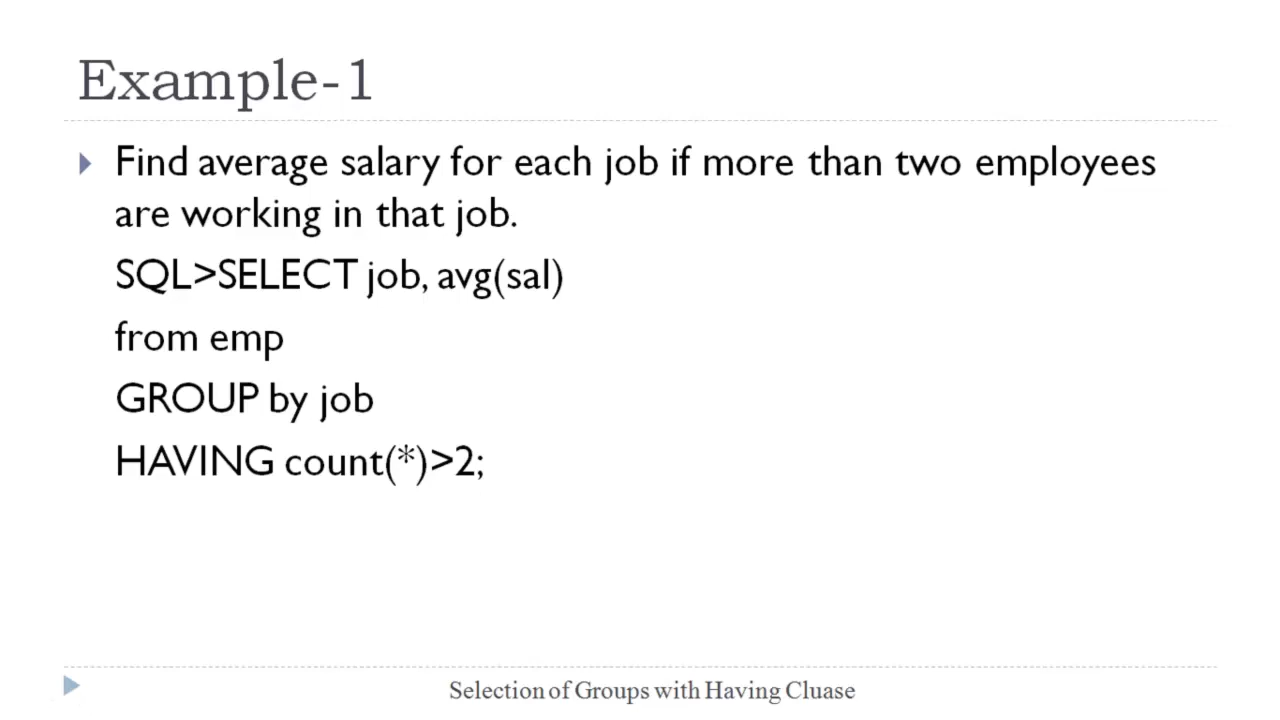 Example-1
Find average salary for each job if more than two employees
are working in that job.
SQL>SELECT job, avg(sal)
from emp
GROUP by job
HAVING count(*)>2;
Selection of Groups with Having Cluase